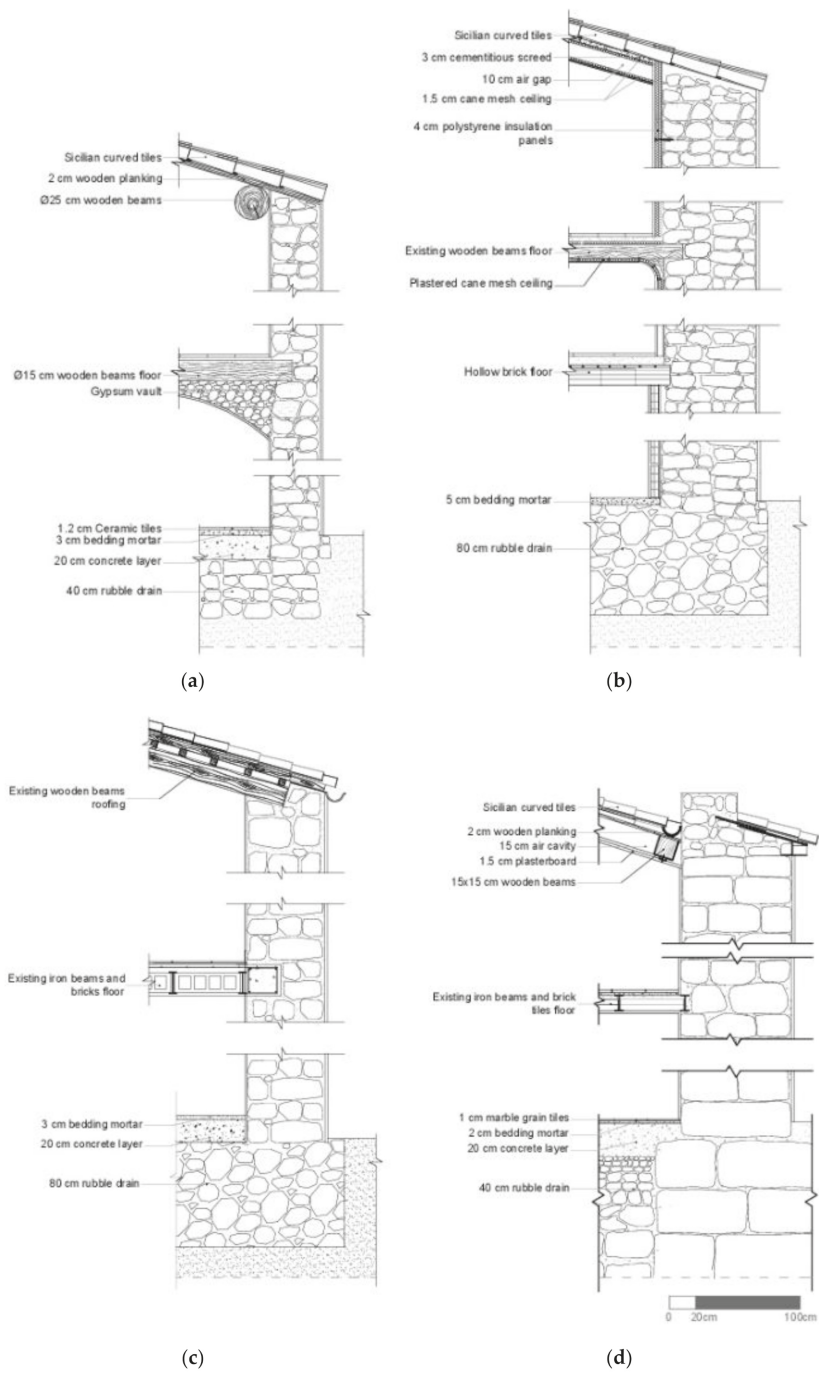 Sicilian curved tiles
2 cm wooden planking
Ø25 cm wooden beams
Ø15 cm wooden beams floor
Gypsum vault
1.2 cm Ceramic tiles
3 cm bedding mortar
20 cm concrete layer
40 cm rubble drain
(a)
Sicilian curved tiles
3 cm cementitious screed
10 cm air gap
1.5 cm cane mesh ceiling
4 cm polystyrene insulation
panels
Existing wooden beams floor
Plastered cane mesh ceiling
Hollow brick floor
5 cm bedding mortar
80 cm rubble drain
(b)
Existing wooden beams
roofing
Existing iron beams and
bricks floor
3 cm bedding mortar
20 cm concrete layer
80 cm rubble drain
(c)
Sicilian curved tiles
2 cm wooden planking
15 cm air cavity
1.5 cm plasterboard
15x15 cm wooden beams
Existing iron beams and brick
tiles floor
1 cm marble grain tiles
2 cm bedding mortar
20 cm concrete layer
40 cm rubble drain
0 20cm 100cm
(d)